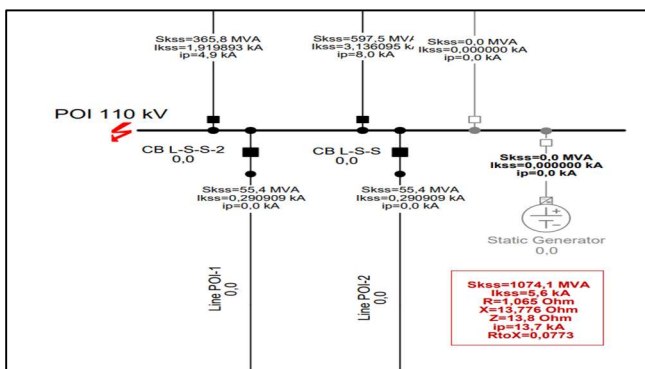 Skss=365,8 MVA
Ikss=1,919893 kA
ip=4,9 kA
Skss=597,5 MVA
Ikss=3,136095 kA
ip=8,0 kA
Skss=0,0 MVA
Ikss=0,000000 kA
ip=0,0 kA
POI 110 kV
CB L-S-S-2
0,0
CB L-S-S
0,0
Skss=0,0 MVA
Ikss=0,000000 kA
ip=0,0 kA
Skss=55,4 MVA
Ikss=0,290909 kA
ip=0,0 kA
Skss=55,4 MVA
Ikss=0,290909 kA
ip=0,0 kA
Static Generator
0,0
Line POI-1
0,0
Line POI-2
0,0
Skss=1074,1 MVA
Ikss=5,6 kA
R=1,065 Ohm
X=13,776 Ohm
Z=13,8 Ohm
ip=13,7 kA
RtoX=0,0773